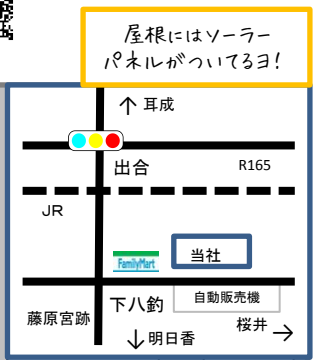 屋根にはソーラー
パネルがついてるヨ!
↑ 耳成
出合
R165
JR
FamilyMart
当社
下八釣
自動販売機
藤原宮跡
桜井→
↓明日香